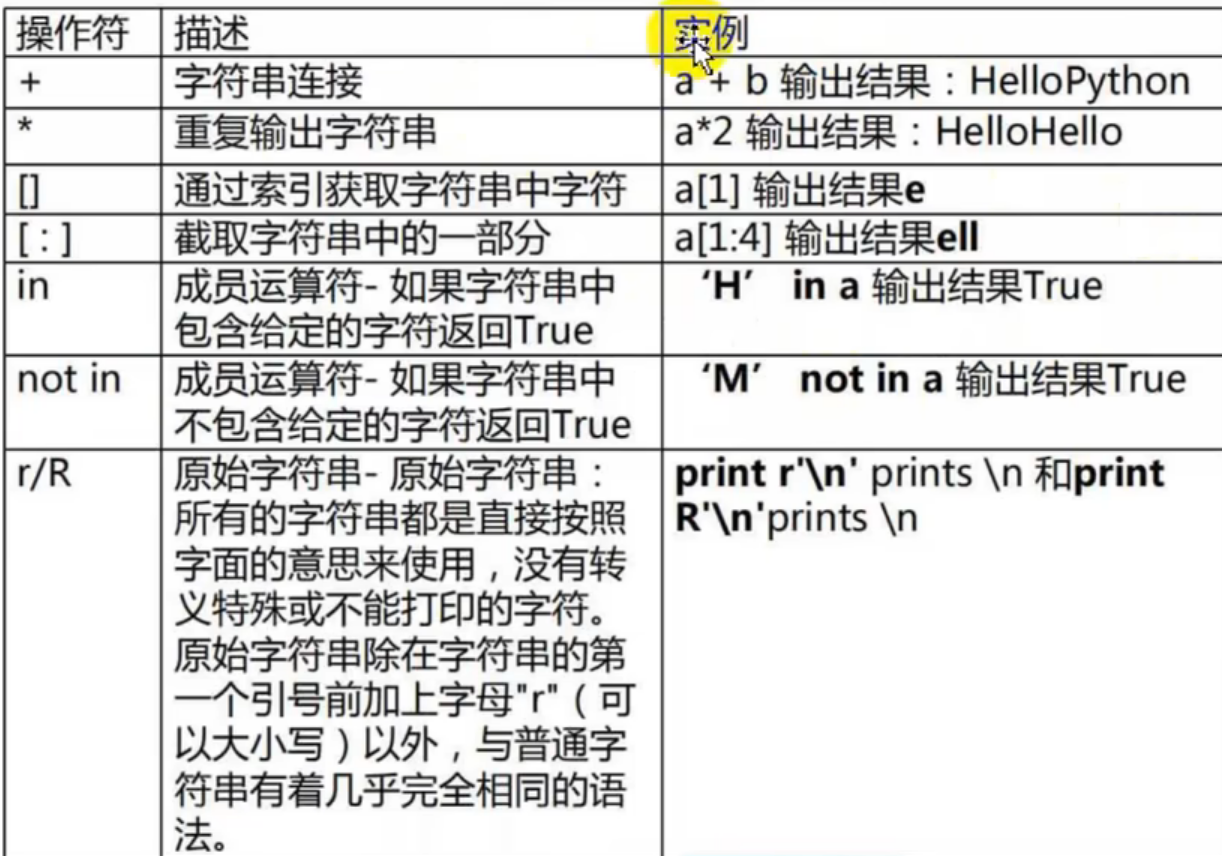 操作符 描述 实例
+ 字符串连接 a + b 输出结果：HelloPython
* 重复输出字符串 a*2 输出结果：HelloHello
[] 通过索引获取字符串中字符 a[1] 输出结果e
[ : ] 截取字符串中的一部分 a[1:4] 输出结果ell
in 成员运算符- 如果字符串中 ‘H’ in a 输出结果True
包含给定的字符返回True
not in 成员运算符- 如果字符串中 ‘M’ not in a 输出结果True
不包含给定的字符返回True
r/R 原始字符串- 原始字符串： print r'\n' prints \n 和print
所有的字符串都是直接按照 R'\n'prints \n
字面的意思来使用，没有转
义特殊或不能打印的字符。
原始字符串除在字符串的第
一个引号前加上字母"r"（可
以大小写）以外，与普通字
符串有着几乎完全相同的语
法。